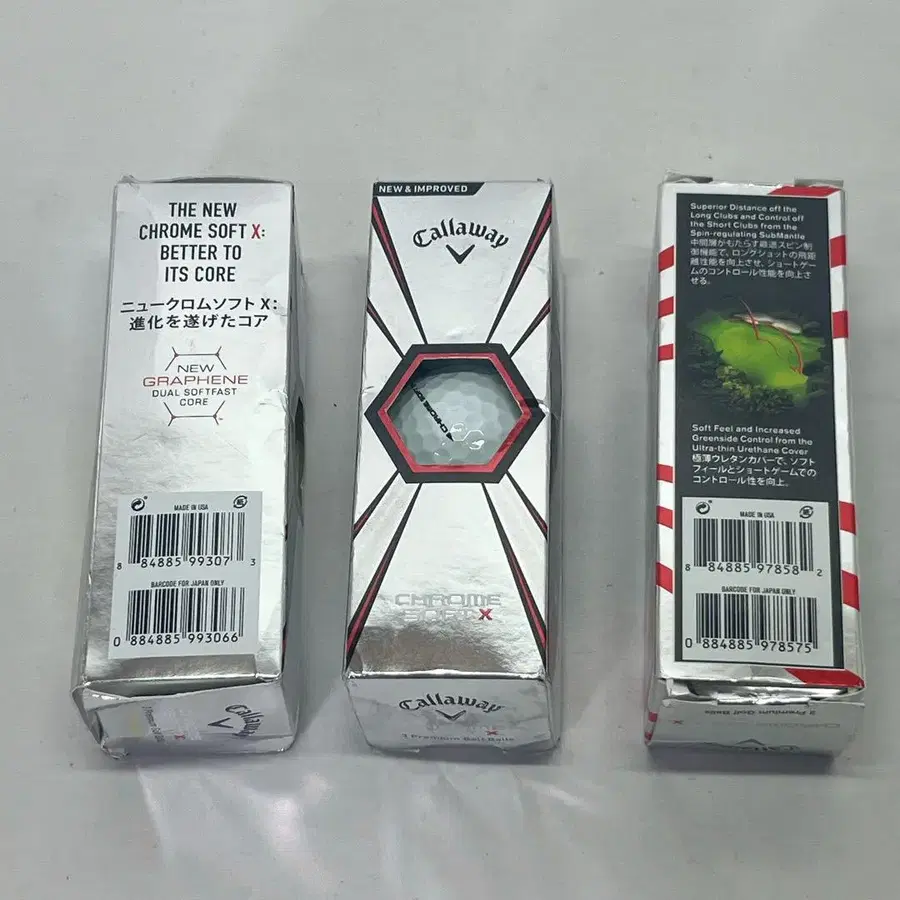 THE NEW
CHROME SOFT X:
BETTER TO
ITS CORE
ニュークロムソフト X:
進化を遂げたコア
NEW
GRAPHENE
DUAL SOFTFAST
CORE
MADE IN USA
8 84885 99307 3
BARCODE FOR JAPAN ONLY
0 884885 993066
Callaway
X
NEW & IMPROVED
Callaway
CHROME SOFT
CHROME
SOFT X
Callaway
X
Premium Golf Balls
Superior Distance off the
Long Clubs and Control off
the Short Clubs from the
Spin-regulating SubMantle
中間層がもたらす最適スピン制
御機能で、ロングショットの飛距
離性能を向上させ、ショートゲー
ムのコントロール性能を向上さ
せる。
Soft Feel and Increased
Greenside Control from the
Ultra-thin Urethane Cover
極薄ウレタンカバーで、ソフト
フィールとショートゲームでの
コントロール性を向上。
MADE IN USA
8 84885 97858 2
BARCODE FOR JAPAN ONLY
0 884885 978575
3 Premium Golf Balls
X